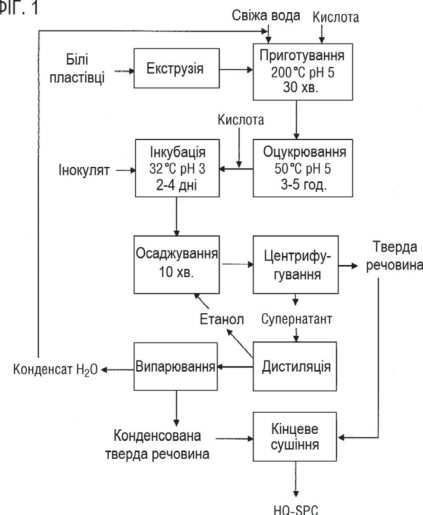 ФІГ. 1
Свіжа вода
Кислота
Білі
пластівці
Екструзія
Приготування
200°C pH 5
30 хв.
Кислота
Інокулят
Інкубація
32°C pH 3
2-4 дні
Оцукрювання
50°C pH 5
3-5 год.
Осаджування
10 хв.
Центрифу-
гування
Тверда
речовина
Етанол
Супернатант
Конденсат H₂O
Випарювання
Дистиляція
Конденсована
тверда речовина
Кінцеве
сушіння
HQ-SPC